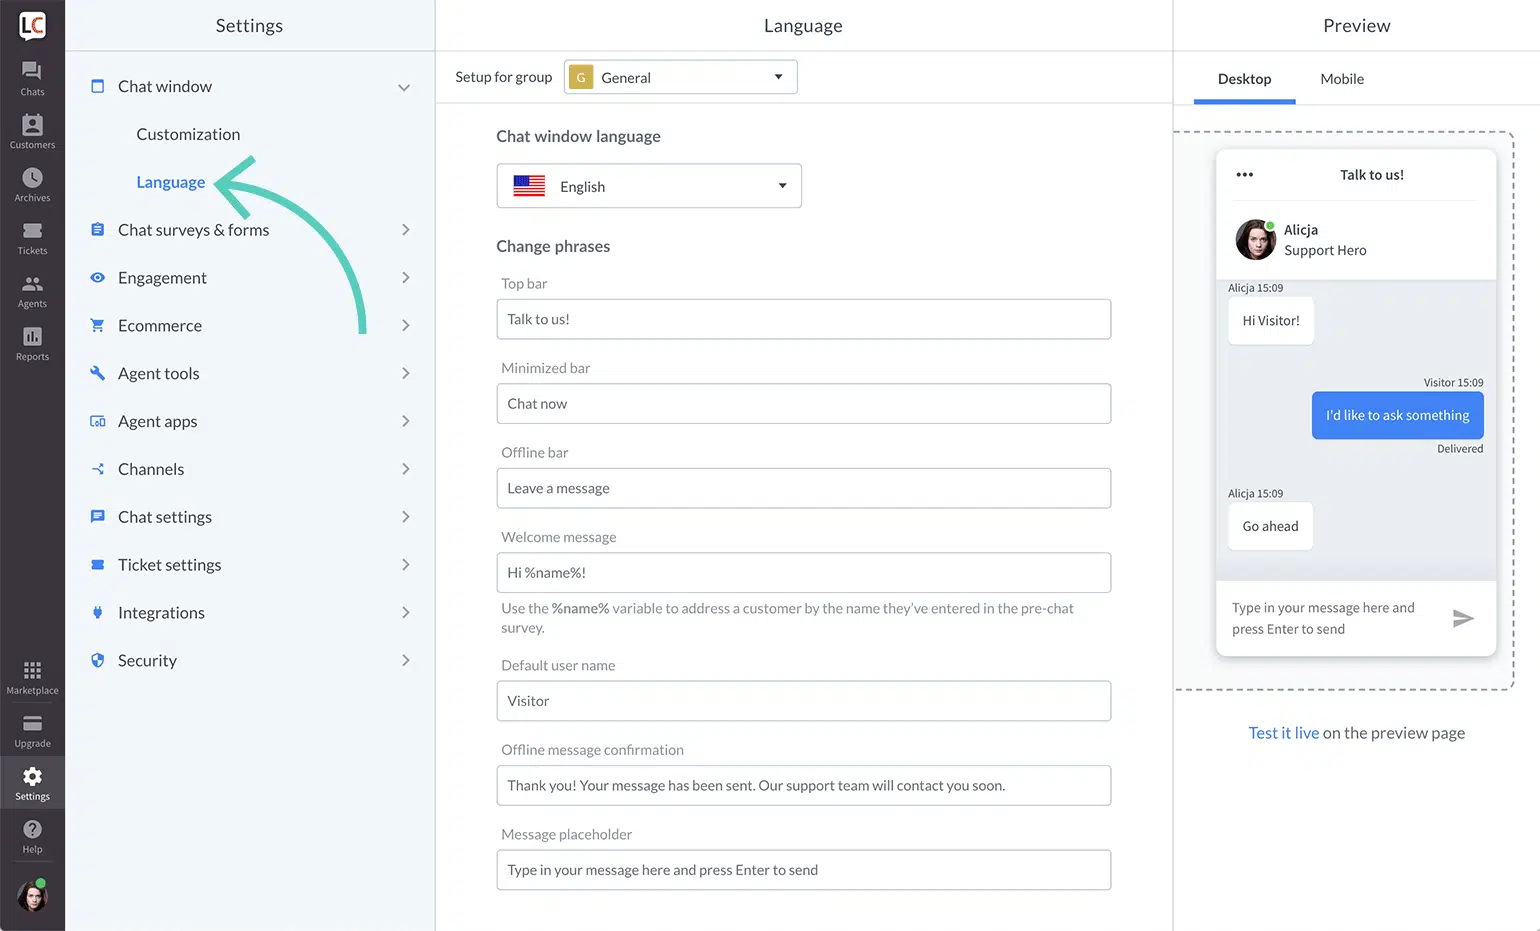 LC
Chats
Customers
Archives
Tickets
Agents
Reports
Marketplace
Upgrade
Settings
Help
Settings
Chat window
Customization
Language
Chat surveys & forms
Engagement
Ecommerce
Agent tools
Agent apps
Channels
Chat settings
Ticket settings
Integrations
Security
Language
Setup for group
G
General
Chat window language
English
Change phrases
Top bar
Talk to us!
Minimized bar
Chat now
Offline bar
Leave a message
Welcome message
Hi %name%!
Use the %name% variable to address a customer by the name they've entered in the pre-chat
survey.
Default user name
Visitor
Offline message confirmation
Thank you! Your message has been sent. Our support team will contact you soon.
Message placeholder
Type in your message here and press Enter to send
Preview
Desktop
Mobile
Talk to us!
Alicja
Support Hero
Alicja 15:09
Hi Visitor!
Visitor 15:09
I'd like to ask something
Delivered
Alicja 15:09
Go ahead
Type in your message here and
press Enter to send
Test it live on the preview page